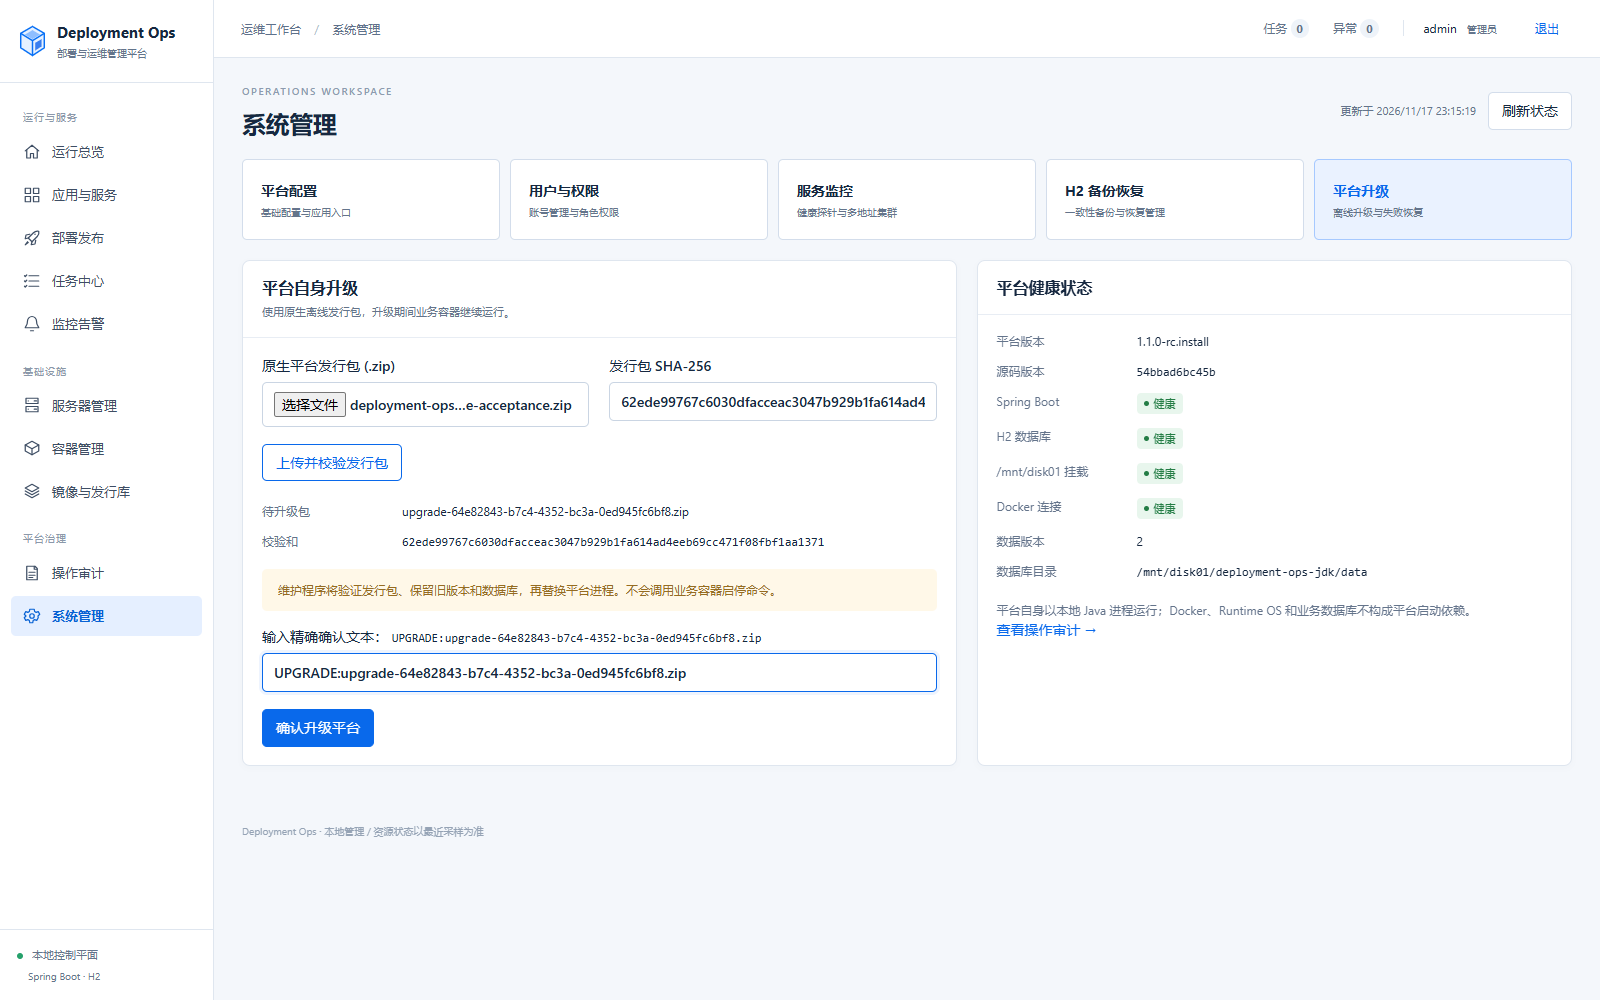 Deployment Ops
部署与运维管理平台
运行与服务
运行总览
应用与服务
部署发布
任务中心
监控告警
基础设施
服务器管理
容器管理
镜像与发行库
平台治理
操作审计
系统管理
本地控制平面
Spring Boot · H2
运维工作台 / 系统管理
任务 0 异常 0 admin 管理员 退出
OPERATIONS WORKSPACE
系统管理
更新于 2026/11/17 23:15:19 刷新状态
平台配置
基础配置与应用入口
用户与权限
账号管理与角色权限
服务监控
健康探针与多地址集群
H2 备份恢复
一致性备份与恢复管理
平台升级
离线升级与失败恢复
平台自身升级
使用原生离线发行包，升级期间业务容器继续运行。
原生平台发行包 (.zip)
选择文件 deployment-ops...e-acceptance.zip
发行包 SHA-256
62ede99767c6030dfacceac3047b929b1fa614ad4
上传并校验发行包
待升级包 upgrade-64e82843-b7c4-4352-bc3a-0ed945fc6bf8.zip
校验和 62ede99767c6030dfacceac3047b929b1fa614ad4eeb69cc471f08fbf1aa1371
维护程序将验证发行包、保留旧版本和数据库，再替换平台进程。不会调用业务容器启停命令。
输入精确确认文本： UPGRADE:upgrade-64e82843-b7c4-4352-bc3a-0ed945fc6bf8.zip
UPGRADE:upgrade-64e82843-b7c4-4352-bc3a-0ed945fc6bf8.zip
确认升级平台
平台健康状态
平台版本 1.1.0-rc.install
源码版本 54bbad6bc45b
Spring Boot 健康
H2 数据库 健康
/mnt/disk01 挂载 健康
Docker 连接 健康
数据版本 2
数据库目录 /mnt/disk01/deployment-ops-jdk/data
平台自身以本地 Java 进程运行；Docker、Runtime OS 和业务数据库不构成平台启动依赖。
查看操作审计 →
Deployment Ops · 本地管理 / 资源状态以最近采样为准